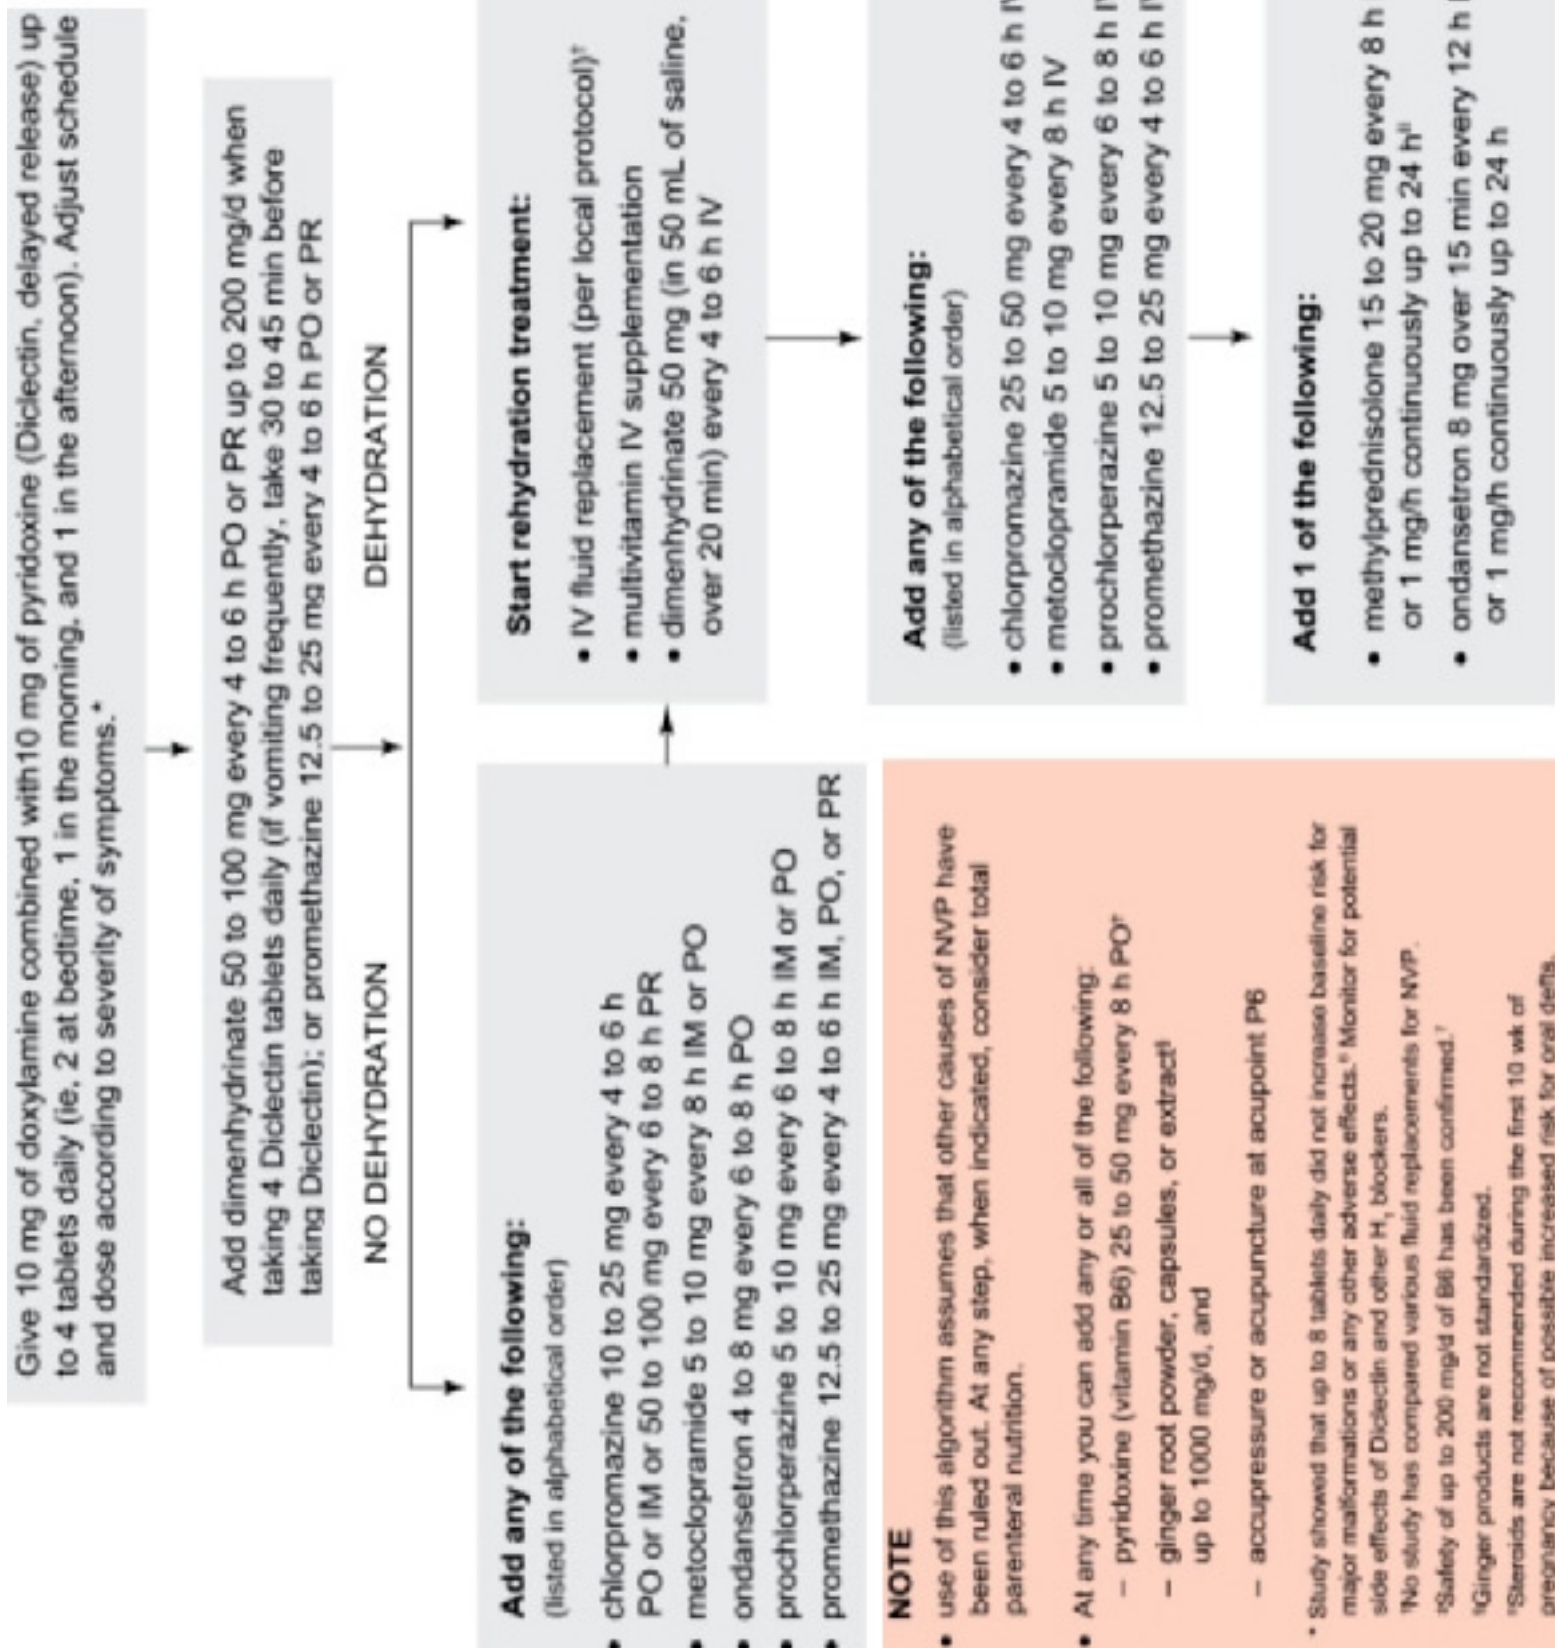 Give 10 mg of doxylamine combined with10 mg of pyridoxine (Diclectin, delayed release) up
to 4 tablets daily (ie, 2 at bedtime, 1 in the morning, and 1 in the afternoon). Adjust schedule
and dose according to severity of symptoms.*
Add dimenhydrinate 50 to 100 mg every 4 to 6 h PO or PR up to 200 mg/d when
taking 4 Diclectin tablets daily (if vomiting frequently, take 30 to 45 min before
taking Diclectin); or promethazine 12.5 to 25 mg every 4 to 6 h PO or PR
NO DEHYDRATION
DEHYDRATION
Add any of the following:
(listed in alphabetical order)
• chlorpromazine 10 to 25 mg every 4 to 6 h
PO or IM or 50 to 100 mg every 6 to 8 h PR
• metoclopramide 5 to 10 mg every 8 h IM or PO
• ondansetron 4 to 8 mg every 6 to 8 h PO
• prochlorperazine 5 to 10 mg every 6 to 8 h IM or PO
• promethazine 12.5 to 25 mg every 4 to 6 h IM, PO, or PR
Start rehydration treatment:
• IV fluid replacement (per local protocol)†
• multivitamin IV supplementation
• dimenhydrinate 50 mg (in 50 mL of saline,
over 20 min) every 4 to 6 h IV
Add any of the following:
(listed in alphabetical order)
• chlorpromazine 25 to 50 mg every 4 to 6 h IV
• metoclopramide 5 to 10 mg every 8 h IV
• prochlorperazine 5 to 10 mg every 6 to 8 h IV
• promethazine 12.5 to 25 mg every 4 to 6 h IV
Add 1 of the following:
• methylprednisolone 15 to 20 mg every 8 h
or 1 mg/h continuously up to 24 h||
• ondansetron 8 mg over 15 min every 12 h
or 1 mg/h continuously up to 24 h
NOTE
• use of this algorithm assumes that other causes of NVP have
been ruled out. At any step, when indicated, consider total
parenteral nutrition.
• At any time you can add any or all of the following:
– pyridoxine (vitamin B6) 25 to 50 mg every 8 h PO
– ginger root powder, capsules, or extract
up to 1000 mg/d, and
– accupressure or acupuncture at acupoint P6
* Study showed that up to 8 tablets daily did not increase baseline risk for
major malformations or any other adverse effects. Monitor for potential
side effects of Diclectin and other H1 blockers.
†No study has compared various fluid replacements for NVP.
Safety of up to 200 mg/d of B6 has been confirmed.
Ginger products are not standardized.
Steroids are not recommended during the first 10 wk of
pregnancy because of possible increased risk for oral clefts.